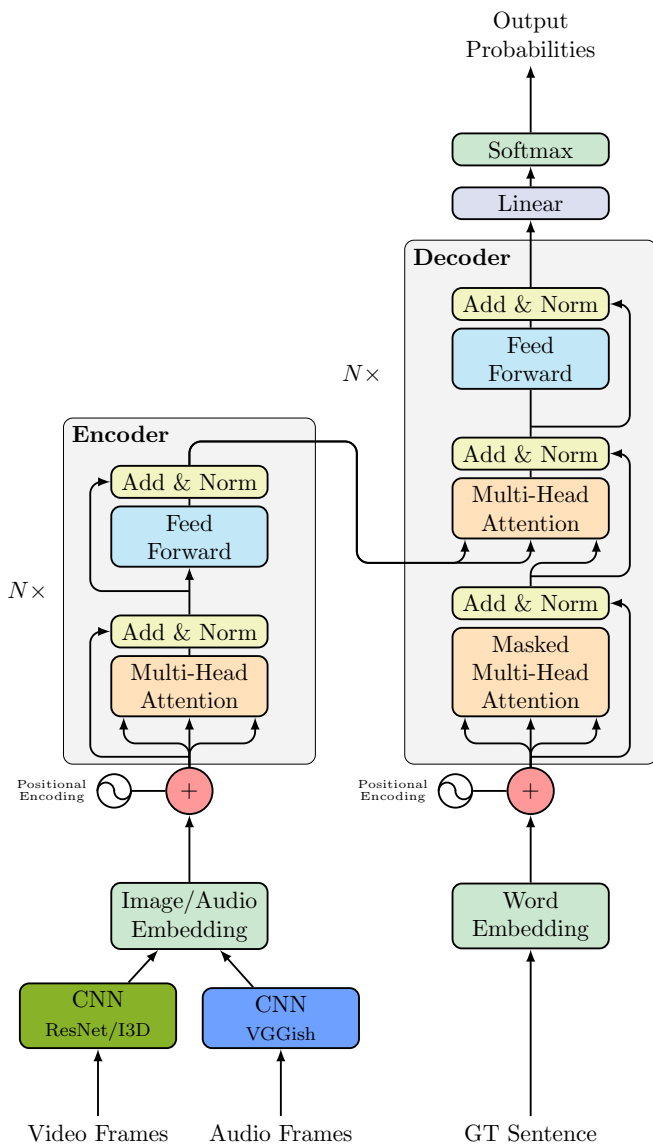 Output
Probabilities
Softmax
Linear
Decoder
Add & Norm
Feed
Forward
N×
Add & Norm
Multi-Head
Attention
Add & Norm
Masked
Multi-Head
Attention
Positional
Encoding
+
Word
Embedding
GT Sentence
Encoder
Add & Norm
Feed
Forward
N×
Add & Norm
Multi-Head
Attention
Positional
Encoding
+
Image/Audio
Embedding
CNN
ResNet/I3D
CNN
VGGish
Video Frames
Audio Frames